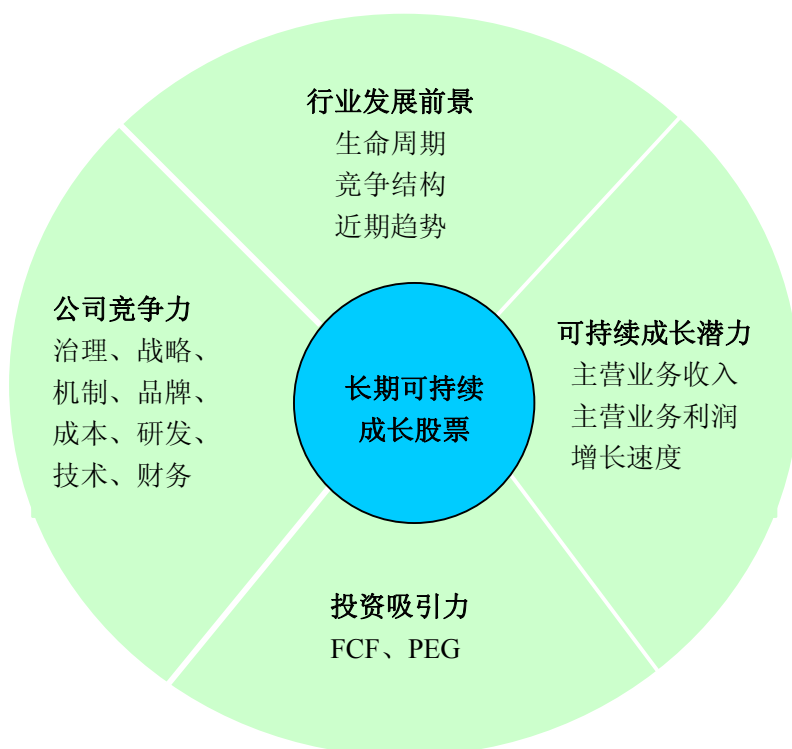 行业发展前景
生命周期
竞争结构
近期趋势
公司竞争力
治理、战略、
机制、品牌、
成本、研发、
技术、财务
长期可持续
成长股票
可持续成长潜力
主营业务收入
主营业务利润
增长速度
投资吸引力
FCF、PEG